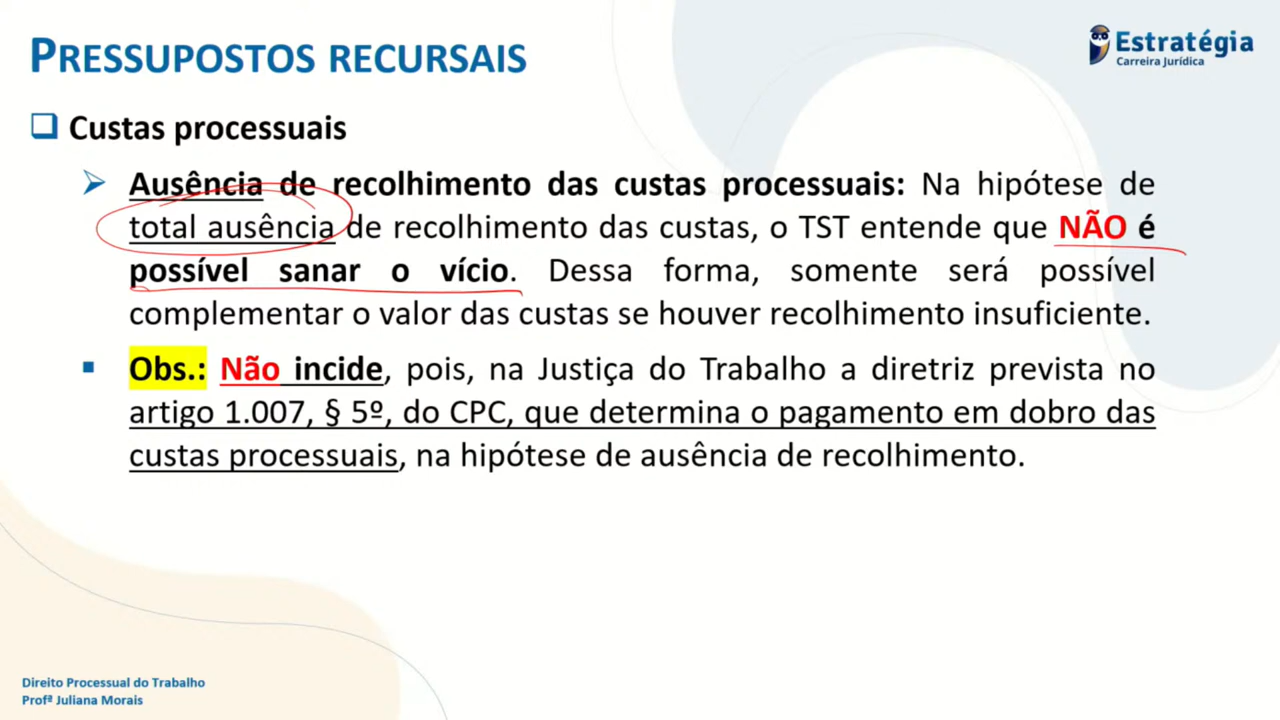 PRESSUPOSTOS RECURSAIS
Estratégia
Carreira Jurídica
Custas processuais
Ausência de recolhimento das custas processuais: Na hipótese de
total ausência de recolhimento das custas, o TST entende que NÃO é
possível sanar o vício. Dessa forma, somente será possível
complementar o valor das custas se houver recolhimento insuficiente.
Obs.: Não incide, pois, na Justiça do Trabalho a diretriz prevista no
artigo 1.007, § 5º, do CPC, que determina o pagamento em dobro das
custas processuais, na hipótese de ausência de recolhimento.
Direito Processual do Trabalho
Profª Juliana Morais